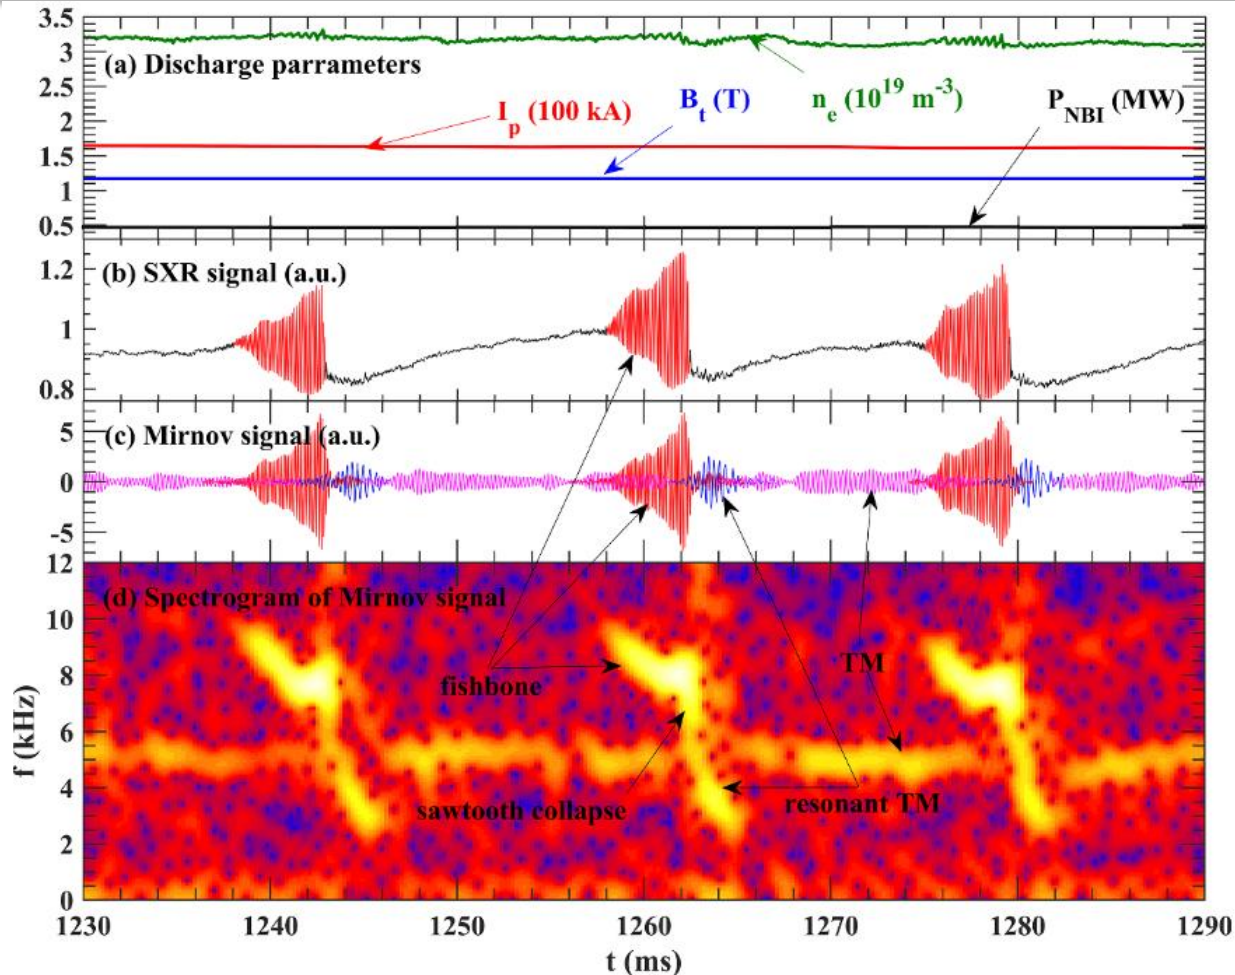 3.5
(a) Discharge parrameters
3
2.5
I_p (100 kA)
B_t (T)
n_e (10^19 m^-3)
P_NBI (MW)
2
1.5
1
0.5
(b) SXR signal (a.u.)
1.2
1
0.8
(c) Mirnov signal (a.u.)
5
0
-5
12
(d) Spectrogram of Mirnov signal
10
8
fishbone
TM
6
sawtooth collapse
resonant TM
4
2
0
f (kHz)
1230 1240 1250 1260 1270 1280 1290
t (ms)